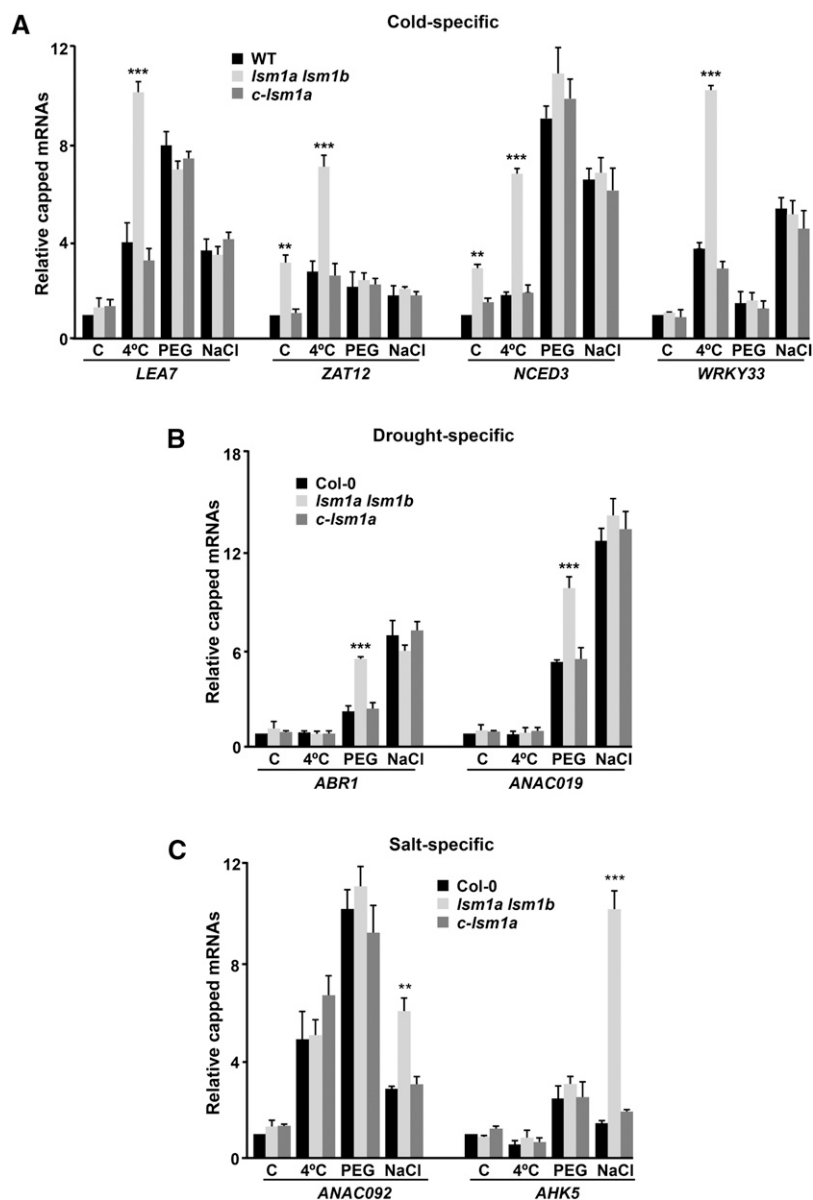 A
Cold-specific
Relative capped mRNAs
12
8
4
0
WT
lsm1a lsm1b
c-lsm1a
***
**
***
**
***
***
C 4ºC PEG NaCl C 4ºC PEG NaCl C 4ºC PEG NaCl C 4ºC PEG NaCl
LEA7 ZAT12 NCED3 WRKY33
B
Drought-specific
Relative capped mRNAs
18
12
6
0
Col-0
lsm1a lsm1b
c-lsm1a
***
***
C 4ºC PEG NaCl C 4ºC PEG NaCl
ABR1 ANAC019
C
Salt-specific
Relative capped mRNAs
12
8
4
0
Col-0
lsm1a lsm1b
c-lsm1a
**
***
C 4ºC PEG NaCl C 4ºC PEG NaCl
ANAC092 AHK5